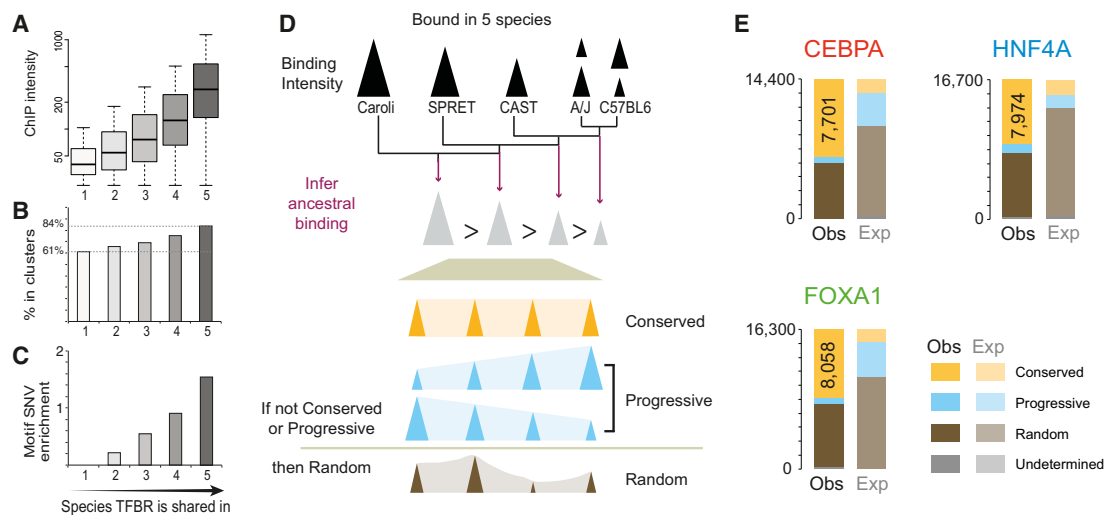 A
ChIP intensity
1000
200
50
1 2 3 4 5
B
% in clusters
84%
61%
1 2 3 4 5
C
Motif SNV
enrichment
2
1
0
1 2 3 4 5
Species TFBR is shared in
D
Bound in 5 species
Binding
Intensity
Caroli SPRET CAST A/J C57BL6
Infer
ancestral
binding
> > >
Conserved
Progressive
If not Conserved
or Progressive
then Random
Random
E
CEBPA
14,400
7,701
0
Obs Exp
HNF4A
16,700
7,974
0
Obs Exp
FOXA1
16,300
8,058
0
Obs Exp
Obs Exp
Conserved
Progressive
Random
Undetermined